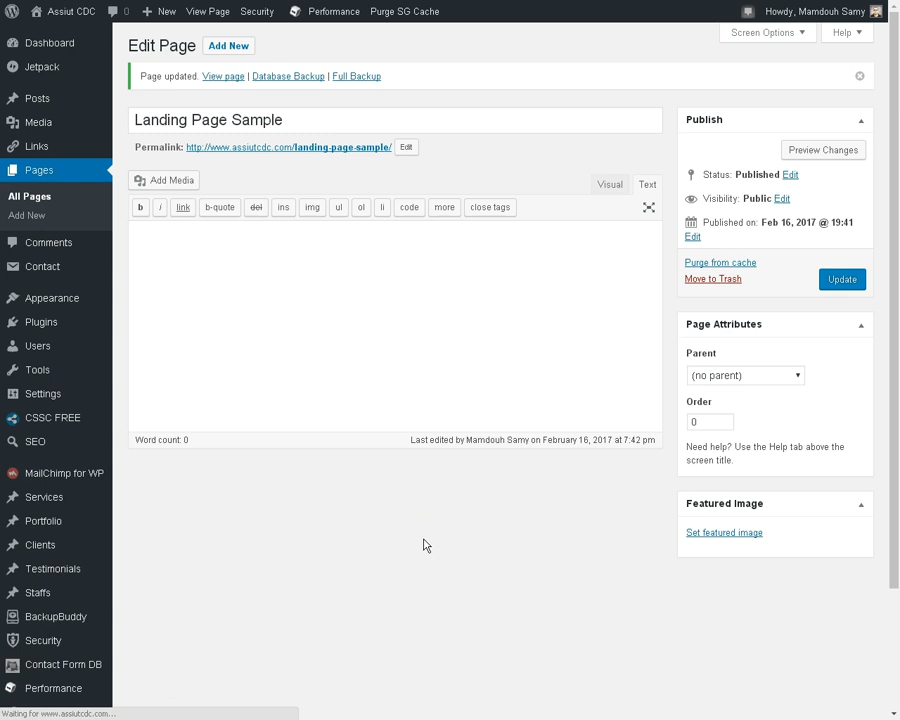 Assiut CDC 0 New View Page Security Performance Purge SG Cache Howdy, Mamdouh Samy
Dashboard
Jetpack
Posts
Media
Links
Pages
All Pages
Add New
Comments
Contact
Appearance
Plugins
Users
Tools
Settings
CSSC FREE
SEO
MailChimp for WP
Services
Portfolio
Clients
Testimonials
Staffs
BackupBuddy
Security
Contact Form DB
Performance
Screen Options Help
Edit Page Add New
Page updated. View page | Database Backup | Full Backup
Landing Page Sample
Permalink: http://www.assiutcdc.com/landing-page-sample/ Edit
Add Media
Visual Text
b i link b-quote del ins img ul ol li code more close tags
Word count: 0 Last edited by Mamdouh Samy on February 16, 2017 at 7:42 pm
Publish
Preview Changes
Status: Published Edit
Visibility: Public Edit
Published on: Feb 16, 2017 @ 19:41
Edit
Purge from cache
Move to Trash Update
Page Attributes
Parent
(no parent)
Order
0
Need help? Use the Help tab above the
screen title.
Featured Image
Set featured image
Waiting for www.assiutcdc.com...